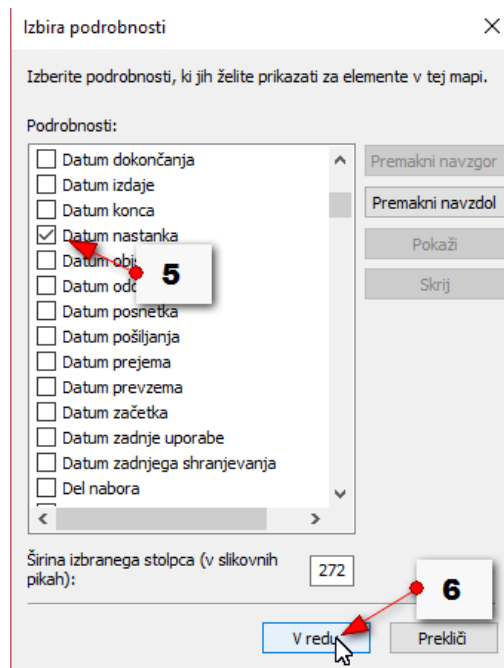 Izbira podrobnosti
Izberite podrobnosti, ki jih želite prikazati za elemente v tej mapi.
Podrobnosti:
Datum dokončanja
Datum izdaje
Datum konca
Datum nastanka
Datum
Datum
Datum posnetka
Datum pošiljanja
Datum prejema
Datum prevzema
Datum začetka
Datum zadnje uporabe
Datum zadnjega shranjevanja
Del nabora
Premakni navzgor
Premakni navzdol
Pokaži
Skrij
5
Širina izbranega stolpca (v slikovnih
pikah):
272
6
V redu
Prekliči